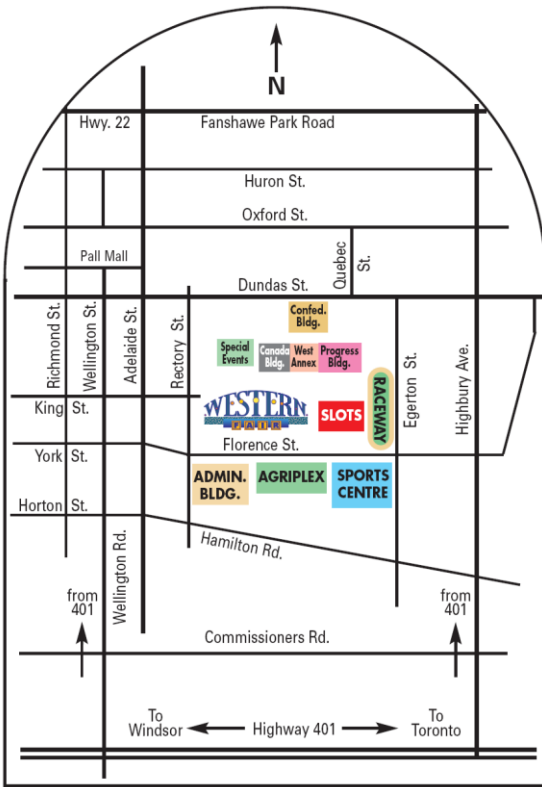 N
Hwy. 22
Fanshawe Park Road
Huron St.
Oxford St.
Pall Mall
Quebec
St.
Dundas St.
Richmond St.
Wellington St.
Adelaide St.
Rectory St.
Confed.
Bldg.
Special
Events
Canada
Bldg.
West
Annex
Progress
Bldg.
RACEWAY
Egerton St.
Highbury Ave.
King St.
WESTERN
FAIR
SLOTS
York St.
Florence St.
ADMIN.
BLDG.
AGRIPLEX
SPORTS
CENTRE
Horton St.
Hamilton Rd.
Wellington Rd.
from
401
from
401
Commissioners Rd.
To
Windsor
Highway 401
To
Toronto